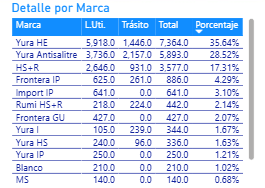 Detalle por Marca
Marca L.Uti. Tránsito Total Porcentaje
Yura HE 5,918.0 1,446.0 7,364.0 35.64%
Yura Antisalitre 3,736.0 2,157.0 5,893.0 28.52%
HS+R 2,646.0 931.0 3,577.0 17.31%
Frontera IP 625.0 261.0 886.0 4.29%
Import IP 641.0 0.0 641.0 3.10%
Rumi HS+R 218.0 224.0 442.0 2.14%
Frontera GU 427.0 0.0 427.0 2.07%
Yura I 105.0 239.0 344.0 1.67%
Yura HS 240.0 96.0 336.0 1.63%
Yura IP 250.0 0.0 250.0 1.21%
Blanco 210.0 0.0 210.0 1.02%
MS 140.0 0.0 140.0 0.68%